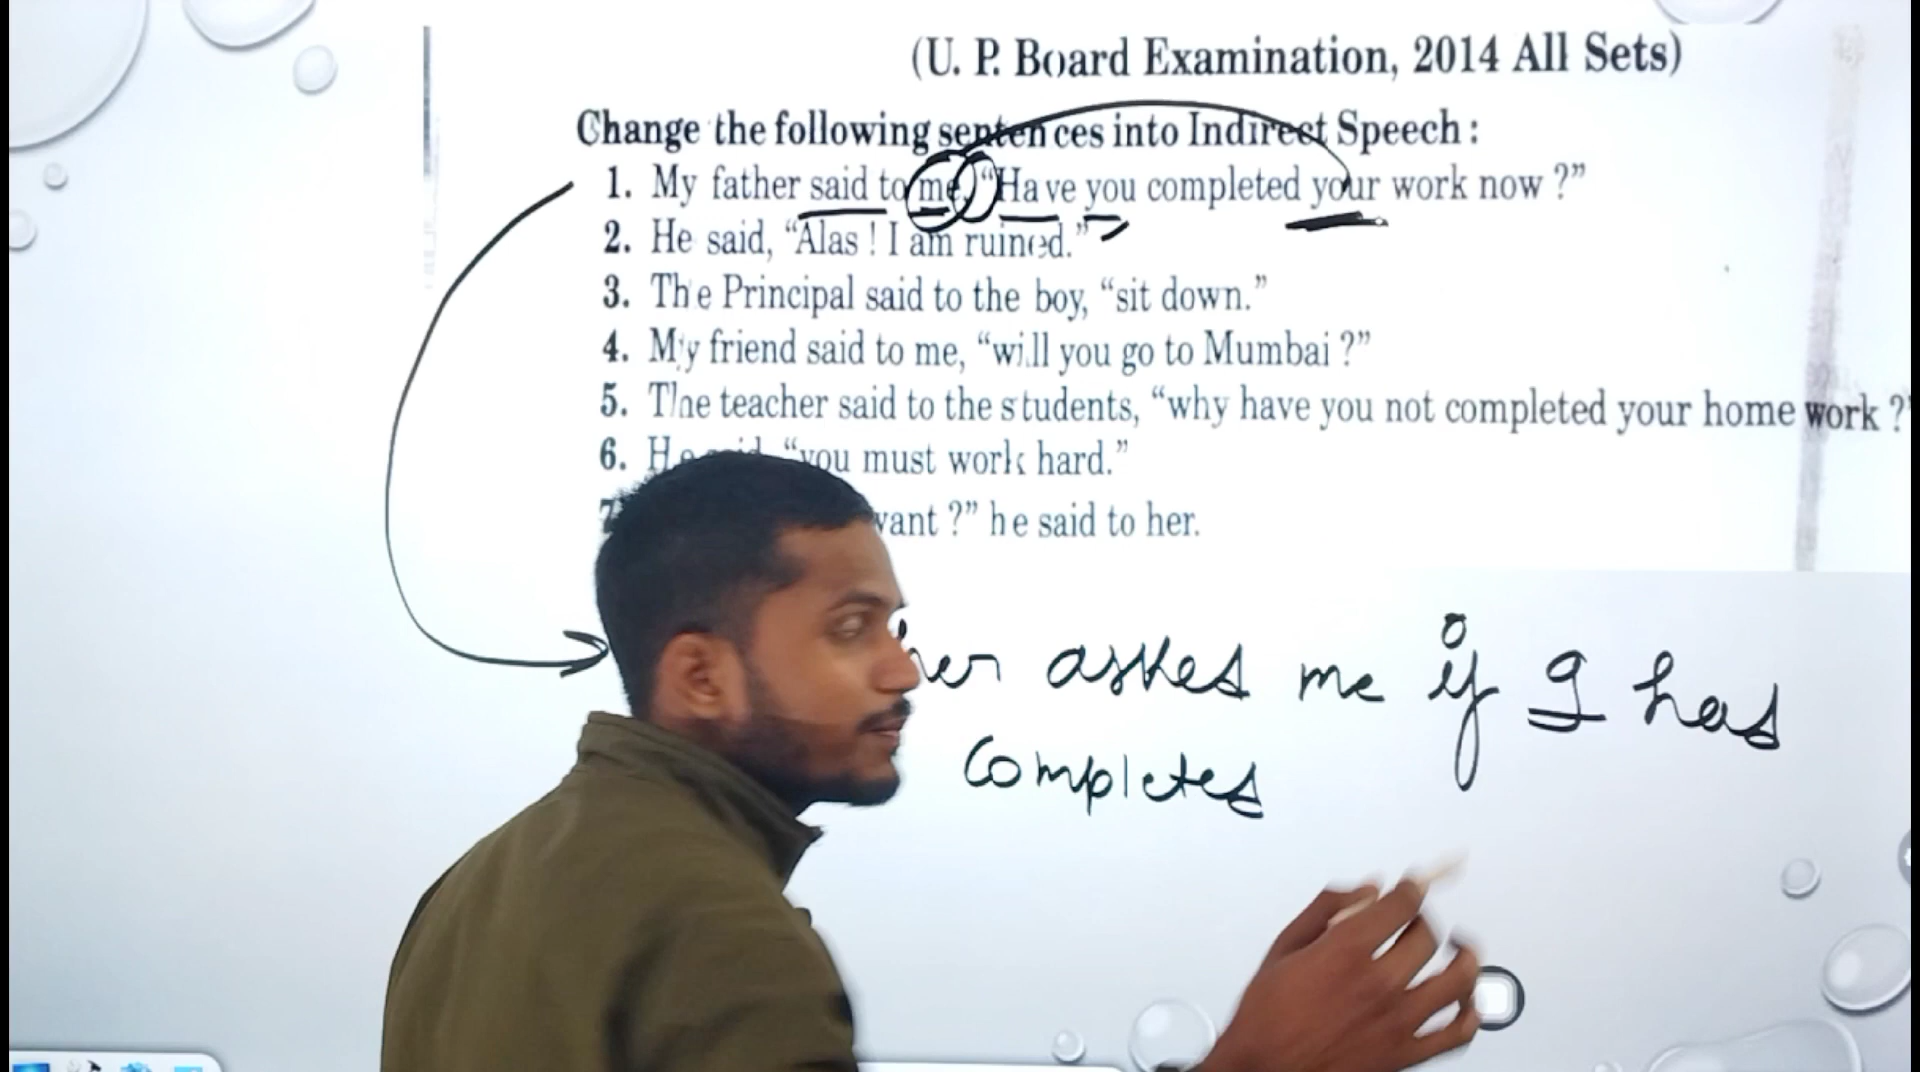 (U. P. Board Examination, 2014 All Sets)
Change the following sentences into Indirect Speech :
1. My father said to me, “Have you completed your work now ?”
2. He said, “Alas ! I am ruined.”
3. The Principal said to the boy, “sit down.”
4. My friend said to me, “will you go to Mumbai ?”
5. The teacher said to the students, “why have you not completed your home work ?”
6. He said, “you must work hard.”
?” he said to her.
asked me if I had
completed